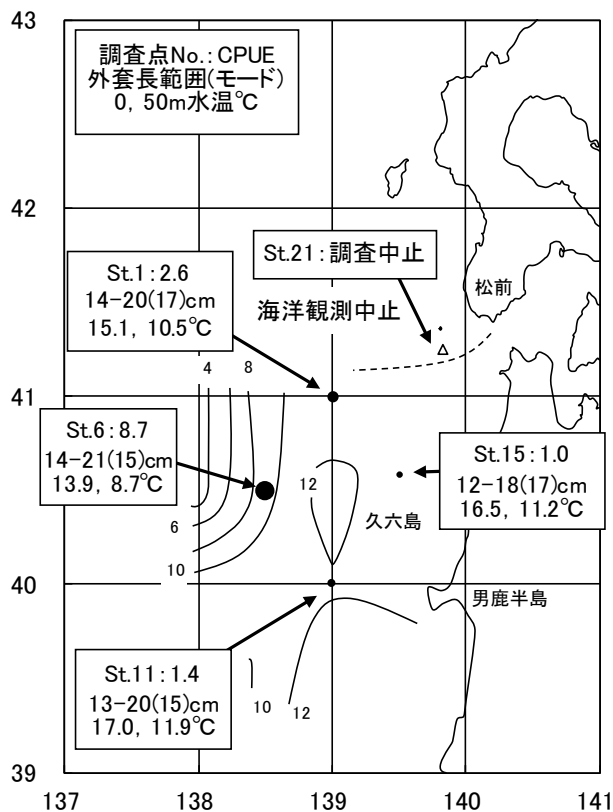 43
調査点No.:CPUE
外套長範囲(モード)
0, 50m水温℃
42
St.21:調査中止
St.1:2.6
14-20(17)cm
15.1, 10.5℃
松前
海洋観測中止
41
4
8
St.6:8.7
14-21(15)cm
13.9, 8.7℃
St.15:1.0
12-18(17)cm
16.5, 11.2℃
12
久六島
6
10
40
男鹿半島
St.11:1.4
13-20(15)cm
17.0, 11.9℃
10
12
39
137
138
139
140
141